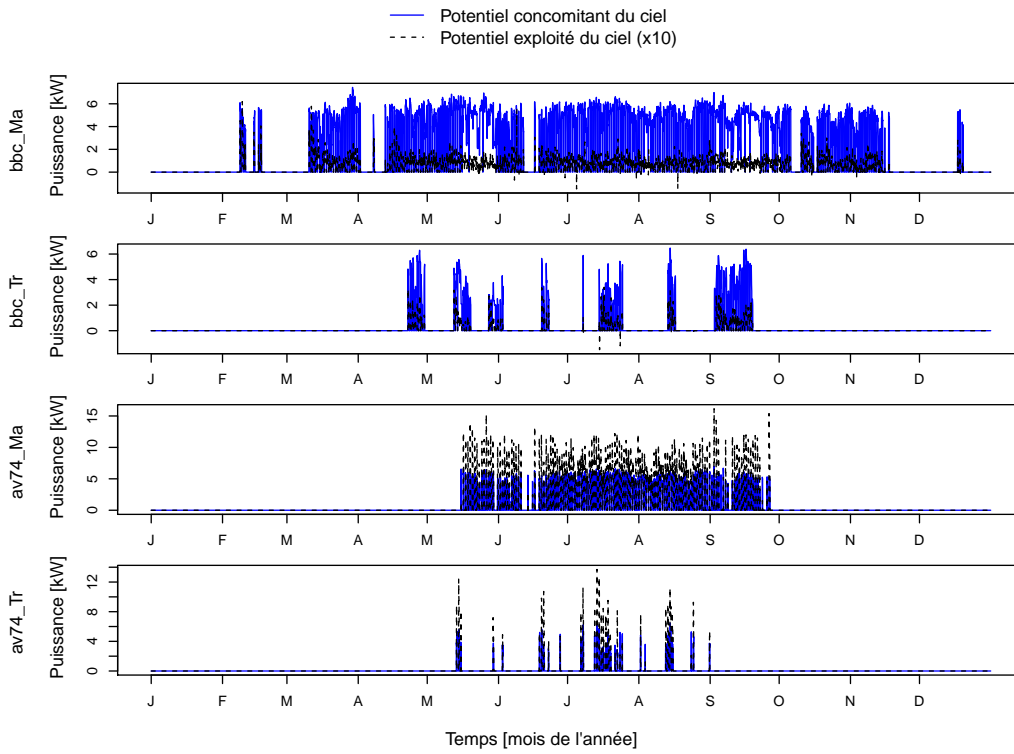 Potentiel concomitant du ciel
Potentiel exploité du ciel (x10)
bbc_Ma
Puissance [kW]
6
4
2
0
J F M A M J J A S O N D
bbc_Tr
Puissance [kW]
6
4
2
0
J F M A M J J A S O N D
av74_Ma
Puissance [kW]
15
10
5
0
J F M A M J J A S O N D
av74_Tr
Puissance [kW]
12
8
4
0
J F M A M J J A S O N D
Temps [mois de l'année]